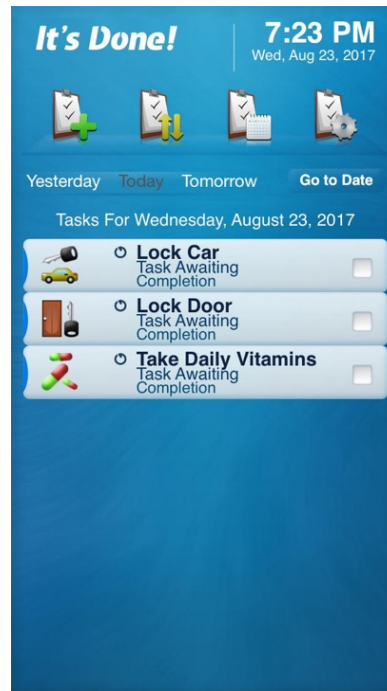 It's Done!
7:23 PM
Wed, Aug 23, 2017
Yesterday Today Tomorrow Go to Date
Tasks For Wednesday, August 23, 2017
Lock Car
Task Awaiting
Completion
Lock Door
Task Awaiting
Completion
Take Daily Vitamins
Task Awaiting
Completion